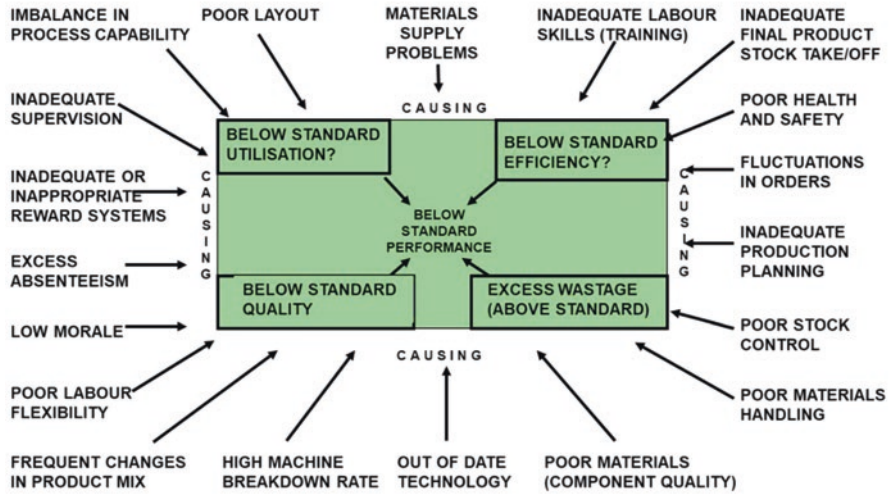 IMBALANCE IN
PROCESS CAPABILITY
POOR LAYOUT
MATERIALS
SUPPLY
PROBLEMS
INADEQUATE LABOUR
SKILLS (TRAINING)
INADEQUATE
FINAL PRODUCT
STOCK TAKE/OFF
INADEQUATE
SUPERVISION
CAUSING
POOR HEALTH
AND SAFETY
BELOW STANDARD
UTILISATION?
BELOW STANDARD
EFFICIENCY?
INADEQUATE OR
INAPPROPRIATE
REWARD SYSTEMS
CAUSING
BELOW
STANDARD
PERFORMANCE
CAUSING
FLUCTUATIONS
IN ORDERS
EXCESS
ABSENTEEISM
INADEQUATE
PRODUCTION
PLANNING
BELOW STANDARD
QUALITY
EXCESS WASTAGE
(ABOVE STANDARD)
LOW MORALE
POOR STOCK
CONTROL
CAUSING
POOR LABOUR
FLEXIBILITY
POOR MATERIALS
HANDLING
FREQUENT CHANGES
IN PRODUCT MIX
HIGH MACHINE
BREAKDOWN RATE
OUT OF DATE
TECHNOLOGY
POOR MATERIALS
(COMPONENT QUALITY)